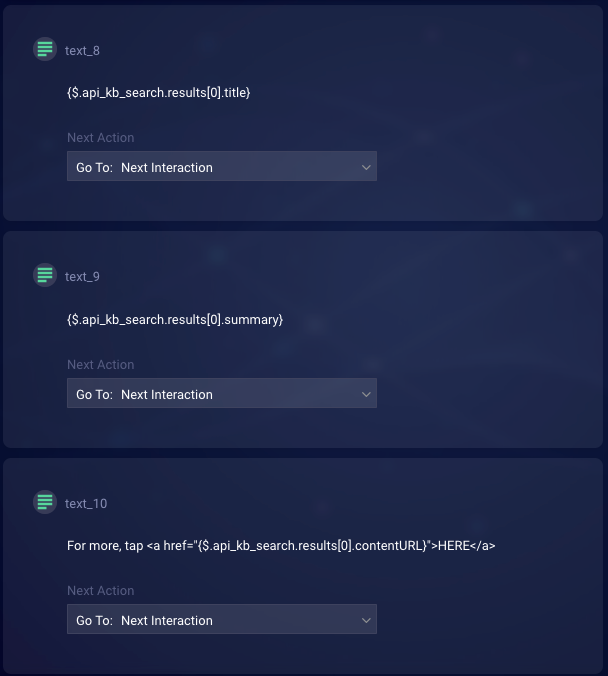 text_8
{$.api_kb_search.results[0].title}
Next Action
Go To: Next Interaction
text_9
{$.api_kb_search.results[0].summary}
Next Action
Go To: Next Interaction
text_10
For more, tap <a href="{$.api_kb_search.results[0].contentURL}">HERE</a>
Next Action
Go To: Next Interaction